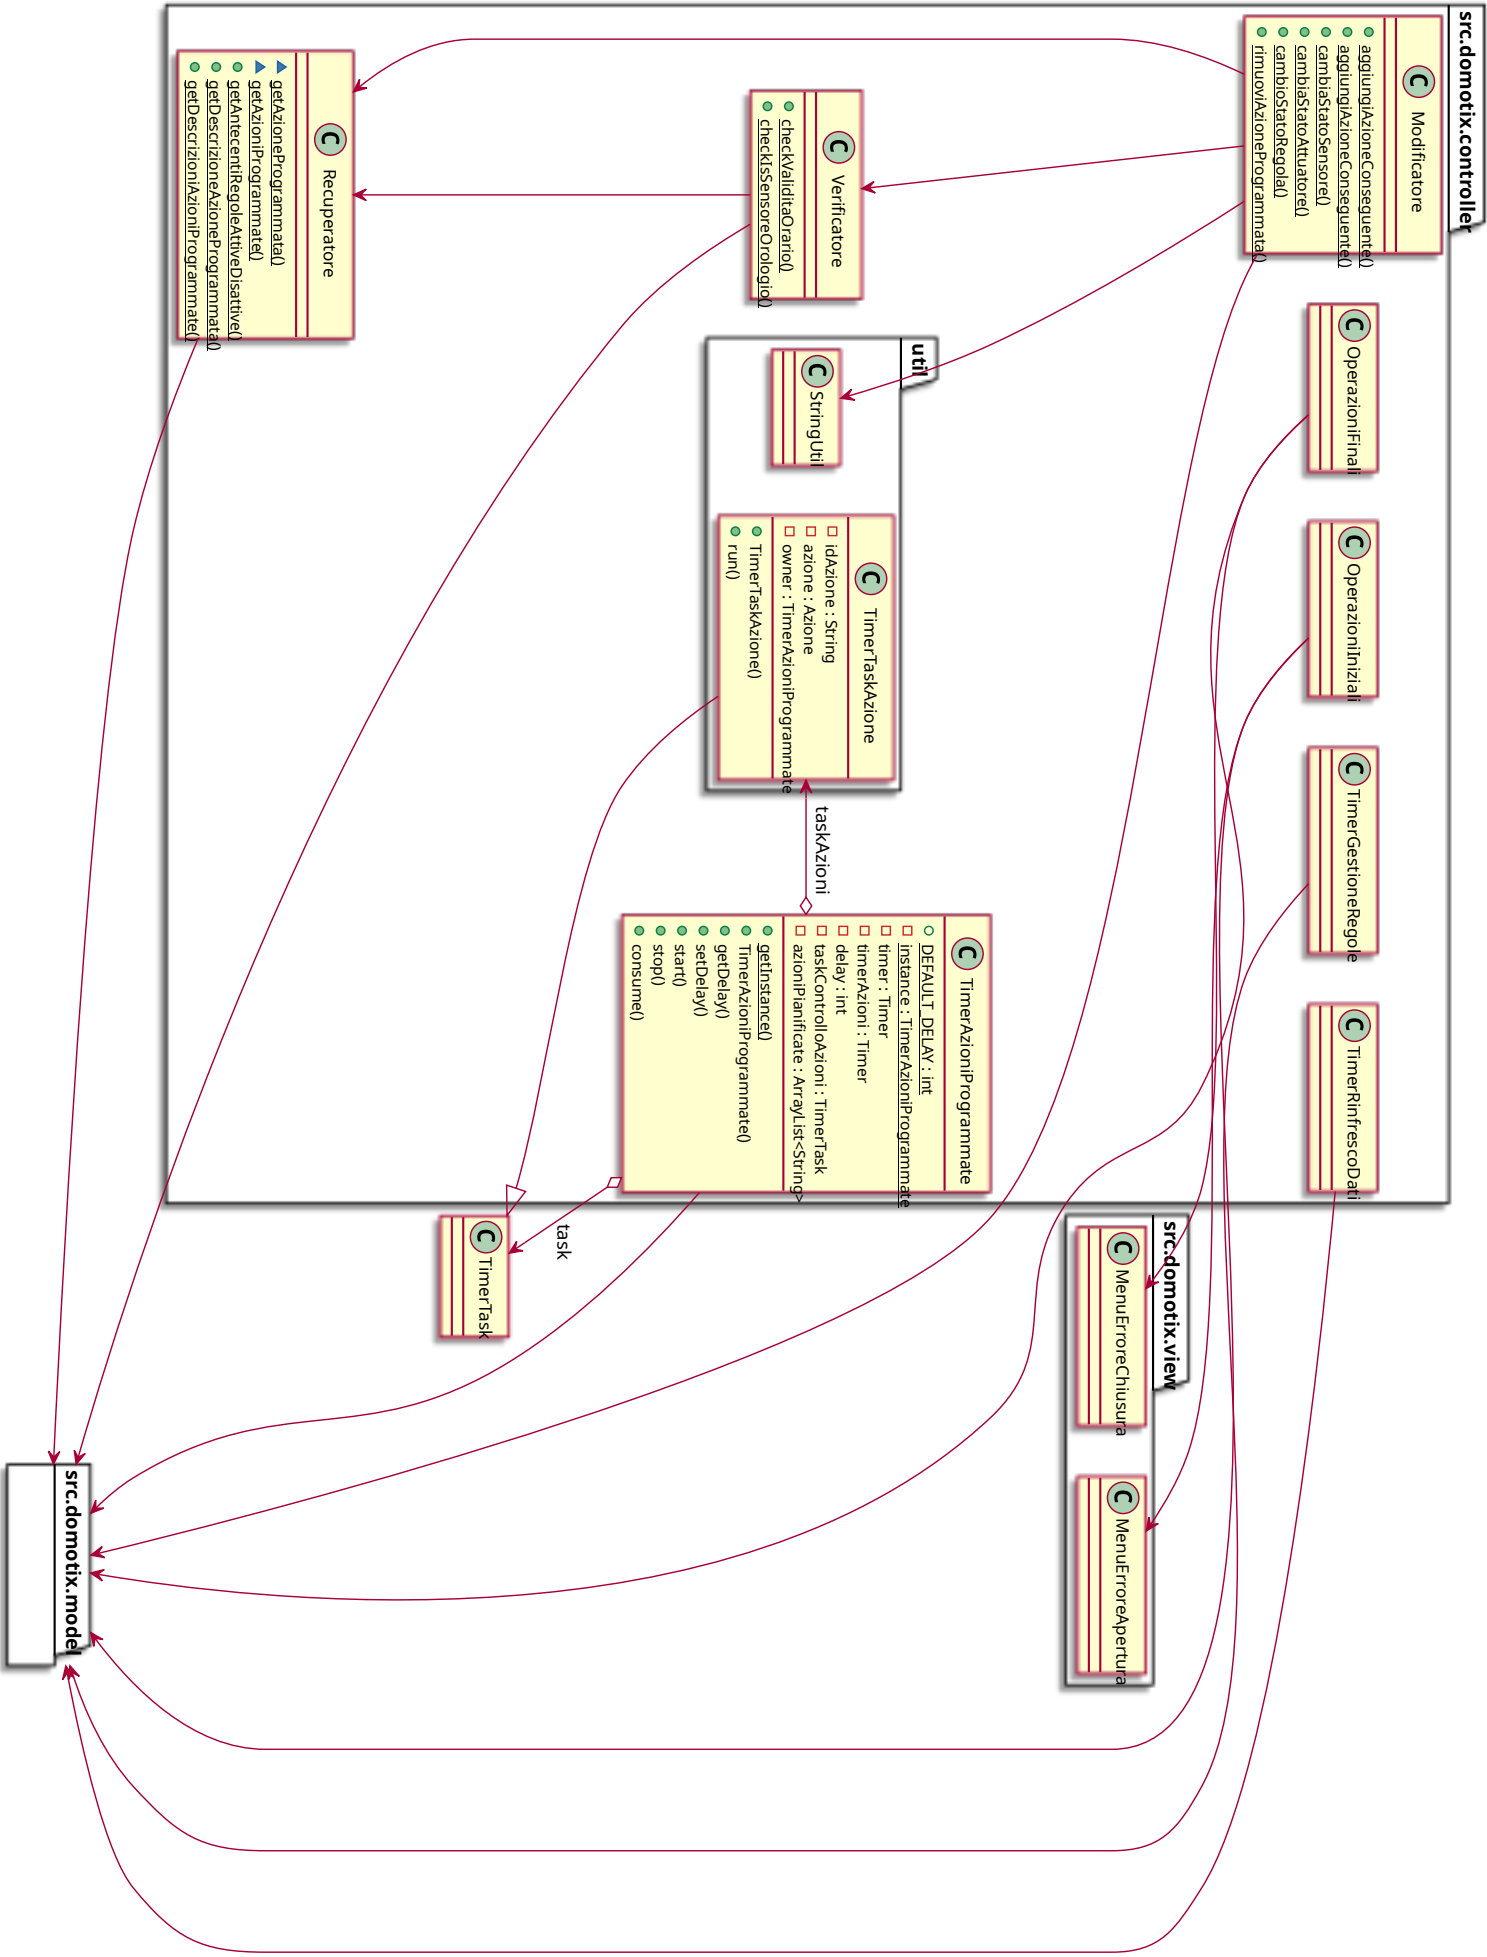 src.domotix.controller
C Modificatore
aggiungiAzioneConseguente()
aggiungiAzioneConseguente()
cambiaStatoSensore()
cambiaStatoAttuatore()
cambioStatoRegola()
rimuoviAzioneProgrammata()
C OperazioniFinali
C OperazioniIniziali
C TimerGestioneRegole
C TimerRinfrescoDati
C Verificatore
checkValiditaOrario()
checkIsSensoreOrologio()
util
C StringUtil
C TimerTaskAzione
idAzione : String
azione : Azione
owner : TimerAzioniProgrammate
TimerTaskAzione()
run()
taskAzioni
C TimerAzioniProgrammate
DEFAULT_DELAY : int
instance : TimerAzioniProgrammate
timer : Timer
timerAzioni : Timer
delay : int
taskControlloAzioni : TimerTask
azioniPianificate : ArrayList<String>
getInstance()
TimerAzioniProgrammate()
getDelay()
setDelay()
start()
stop()
consume()
C Recuperatore
getAzioneProgrammata()
getAzioniProgrammate()
getAntecentiRegoleAttiveDisattive()
getDescrizioneAzioneProgrammata()
getDescrizioniAzioniProgrammate()
src.domotix.view
C MenuErroreChiusura
C MenuErroreApertura
task
C TimerTask
src.domotix.model